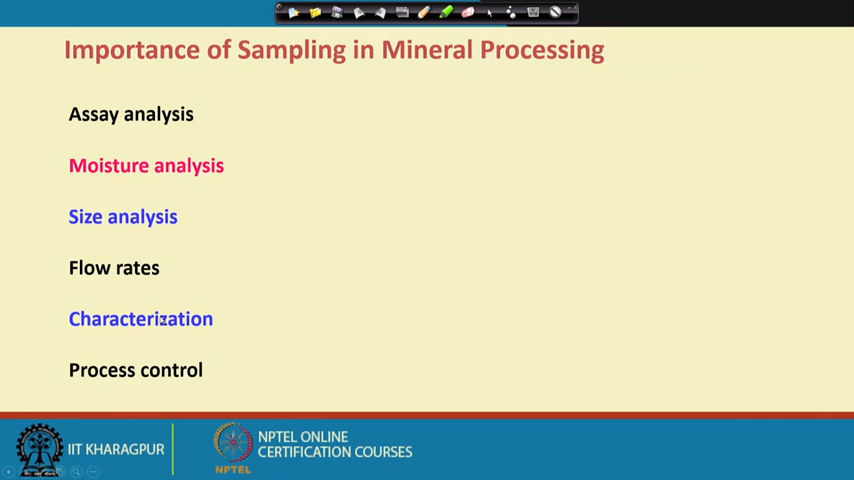 Importance of Sampling in Mineral Processing
Assay analysis
Moisture analysis
Size analysis
Flow rates
Characterization
Process control
IIT KHARAGPUR
NPTEL
NPTEL ONLINE
CERTIFICATION COURSES